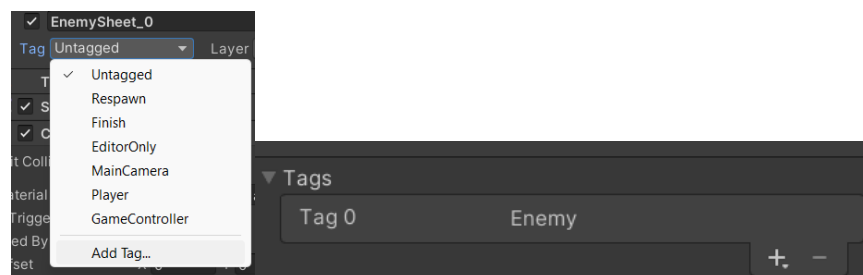 EnemySheet_0
Tag Untagged Layer
Untagged
Respawn
Finish
EditorOnly
MainCamera
Player
GameController
Add Tag...
Tags
Tag 0 Enemy